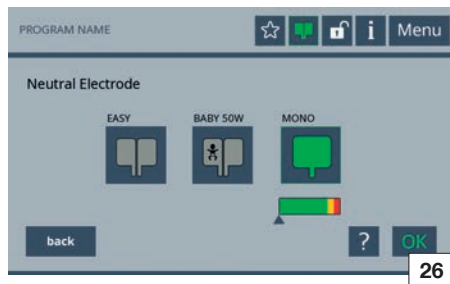 PROGRAM NAME
i Menu
Neutral Electrode
EASY BABY 50W MONO
back ? OK
26